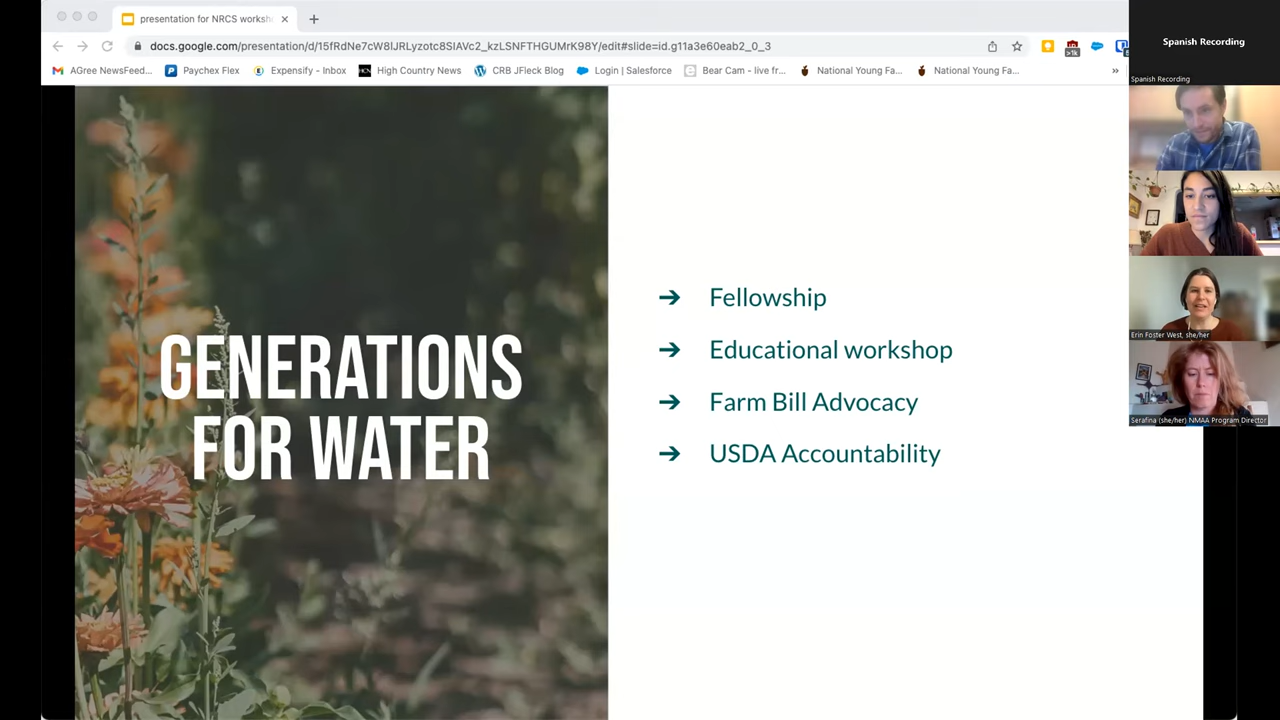 presentation for NRCS worksh
docs.google.com/presentation/d/15fRdNe7cW8lJRLyzotc8SIAVc2_kzLSNFTHGUMrK98Y/edit#slide=id.g11a3e60eab2_0_3
>1k
AGree NewsFeed...
Paychex Flex
Expensify - Inbox
HCN
High Country News
CRB JFleck Blog
Login | Salesforce
Bear Cam - live fr...
National Young Fa...
National Young Fa...
»
GENERATIONS
FOR WATER
➔ Fellowship
➔ Educational workshop
➔ Farm Bill Advocacy
➔ USDA Accountability
Spanish Recording
Spanish Recording
Erin Foster West, she/her
Serafina (she/her) NMAA Program Director